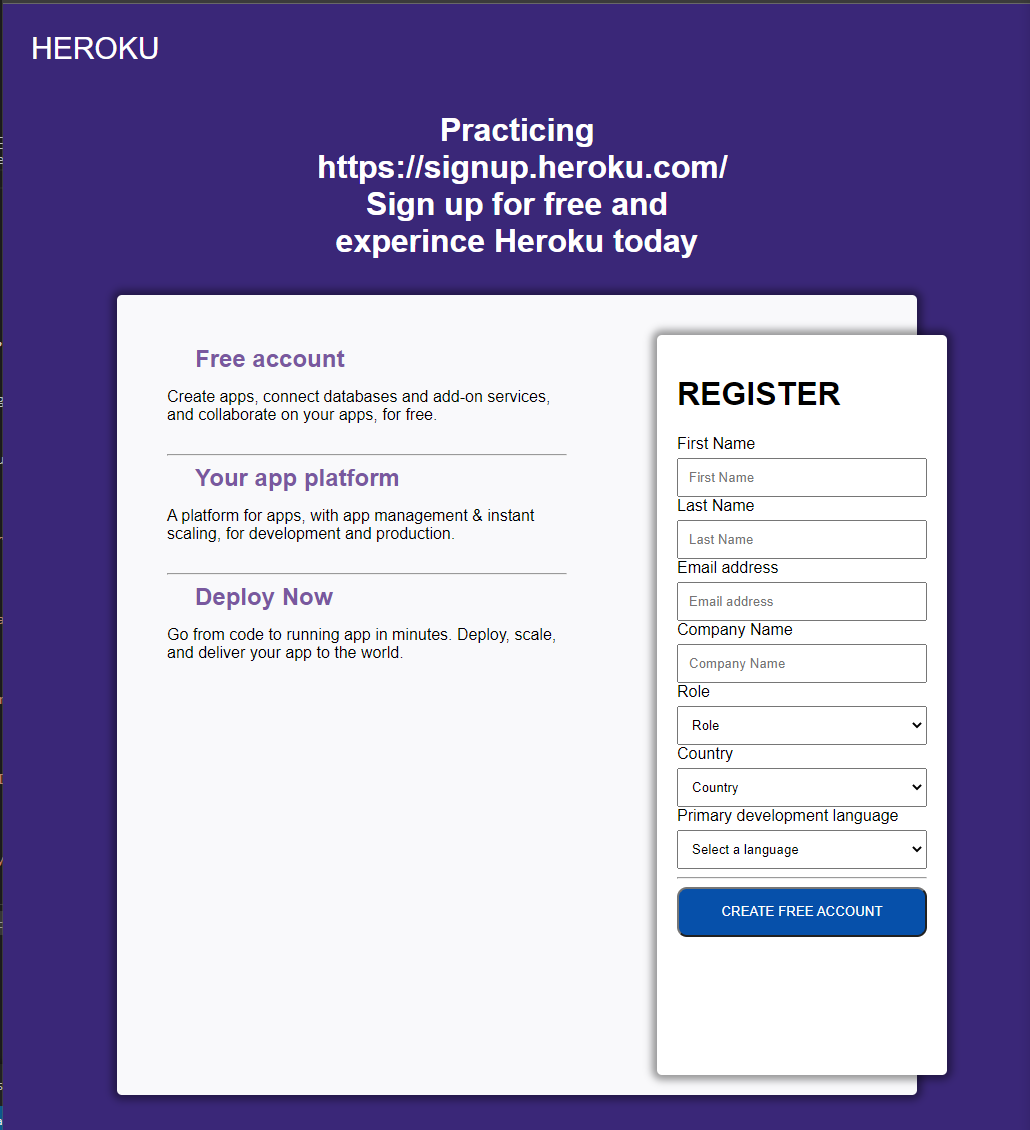 HEROKU
Practicing
https://signup.heroku.com/
Sign up for free and
experince Heroku today
Free account
Create apps, connect databases and add-on services,
and collaborate on your apps, for free.
Your app platform
A platform for apps, with app management & instant
scaling, for development and production.
Deploy Now
Go from code to running app in minutes. Deploy, scale,
and deliver your app to the world.
REGISTER
First Name
First Name
Last Name
Last Name
Email address
Email address
Company Name
Company Name
Role
Role
Country
Country
Primary development language
Select a language
CREATE FREE ACCOUNT